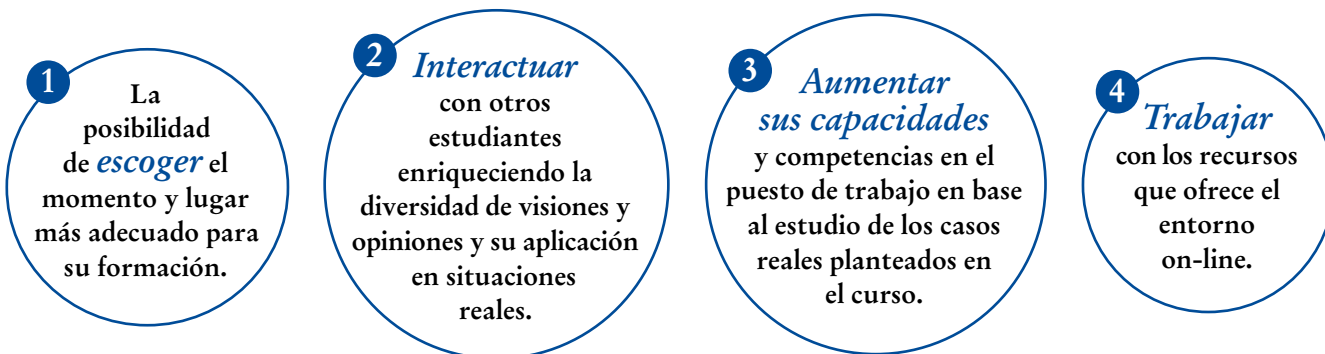 1
La
posibilidad
de escoger el
momento y lugar
más adecuado para
su formación.
2
Interactuar
con otros
estudiantes
enriqueciendo la
diversidad de visiones y
opiniones y su aplicación
en situaciones
reales.
3
Aumentar
sus capacidades
y competencias en el
puesto de trabajo en base
al estudio de los casos
reales planteados en
el curso.
4
Trabajar
con los recursos
que ofrece el
entorno
on-line.